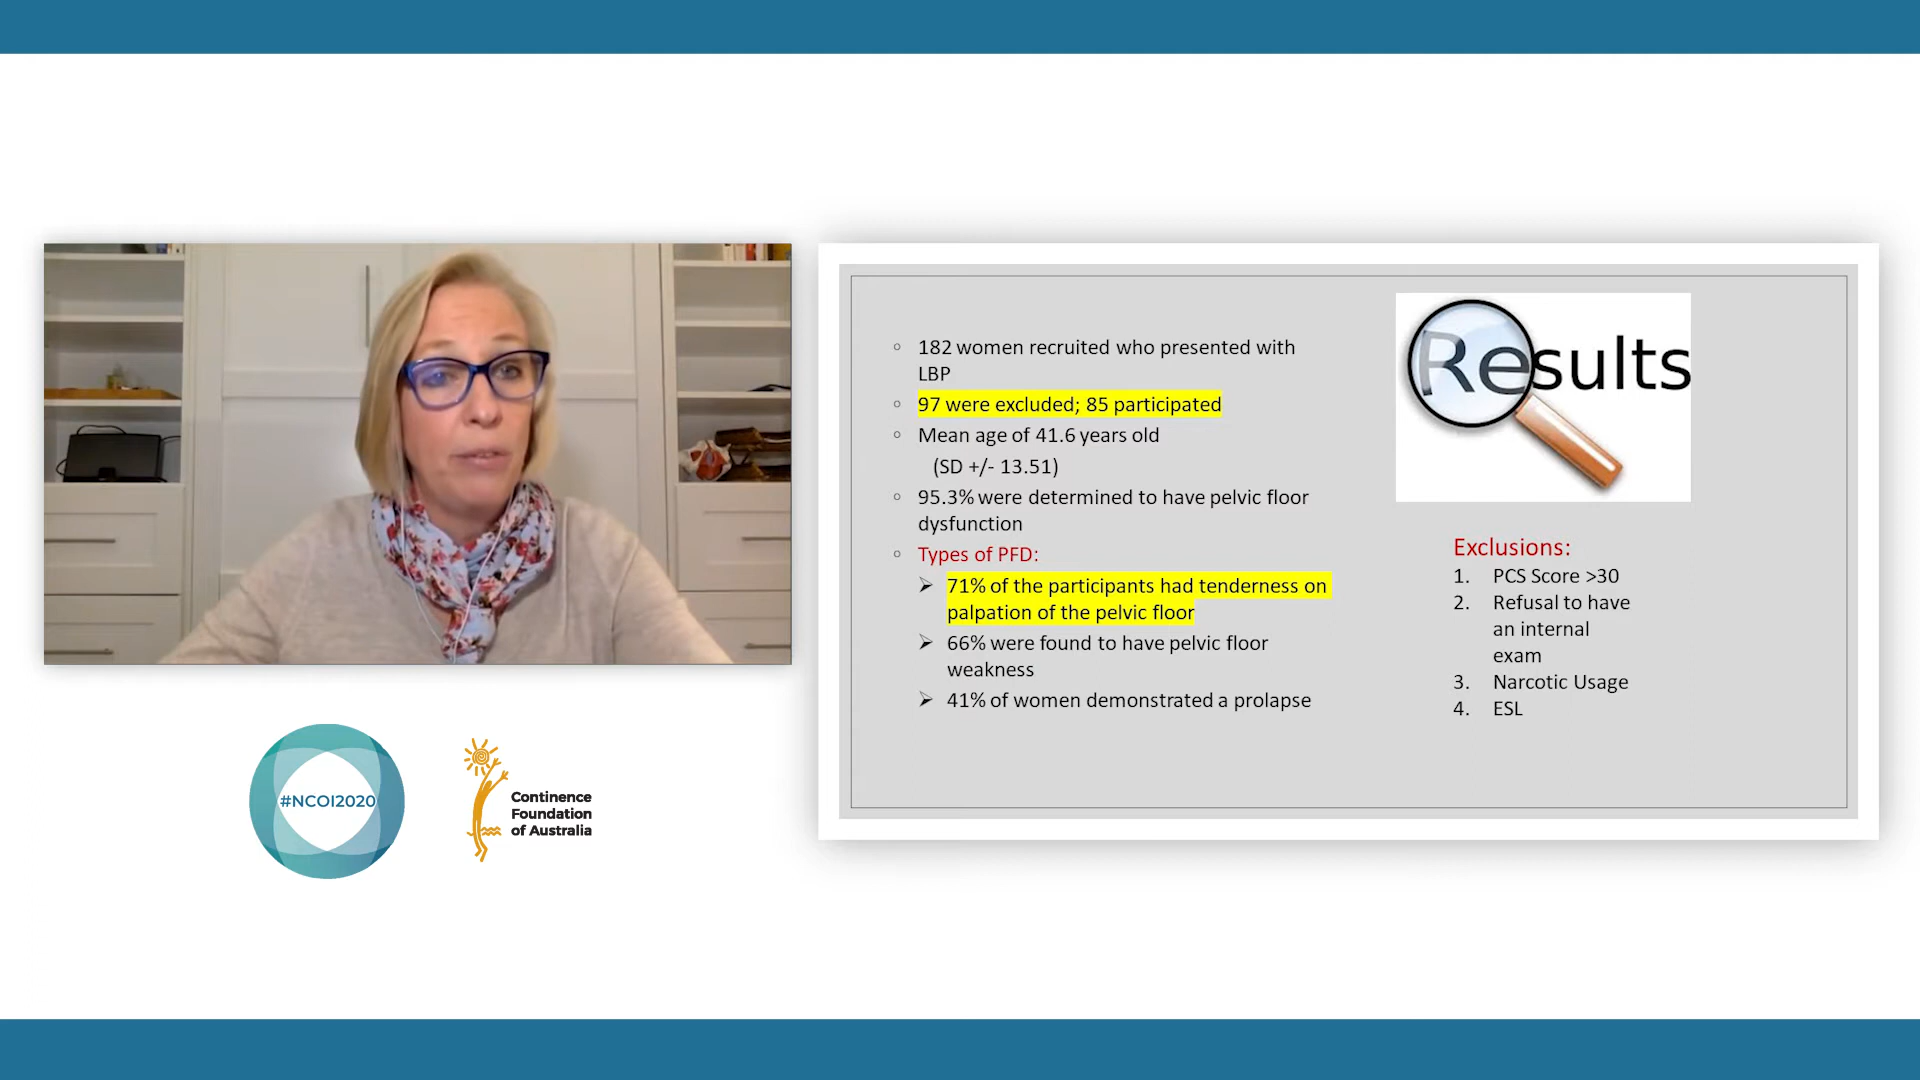 182 women recruited who presented with
LBP
97 were excluded; 85 participated
Mean age of 41.6 years old
(SD +/- 13.51)
95.3% were determined to have pelvic floor
dysfunction
Types of PFD:
71% of the participants had tenderness on
palpation of the pelvic floor
66% were found to have pelvic floor
weakness
41% of women demonstrated a prolapse
Results
Exclusions:
1. PCS Score >30
2. Refusal to have
an internal
exam
3. Narcotic Usage
4. ESL
#NCOI2020
Continence
Foundation
of Australia